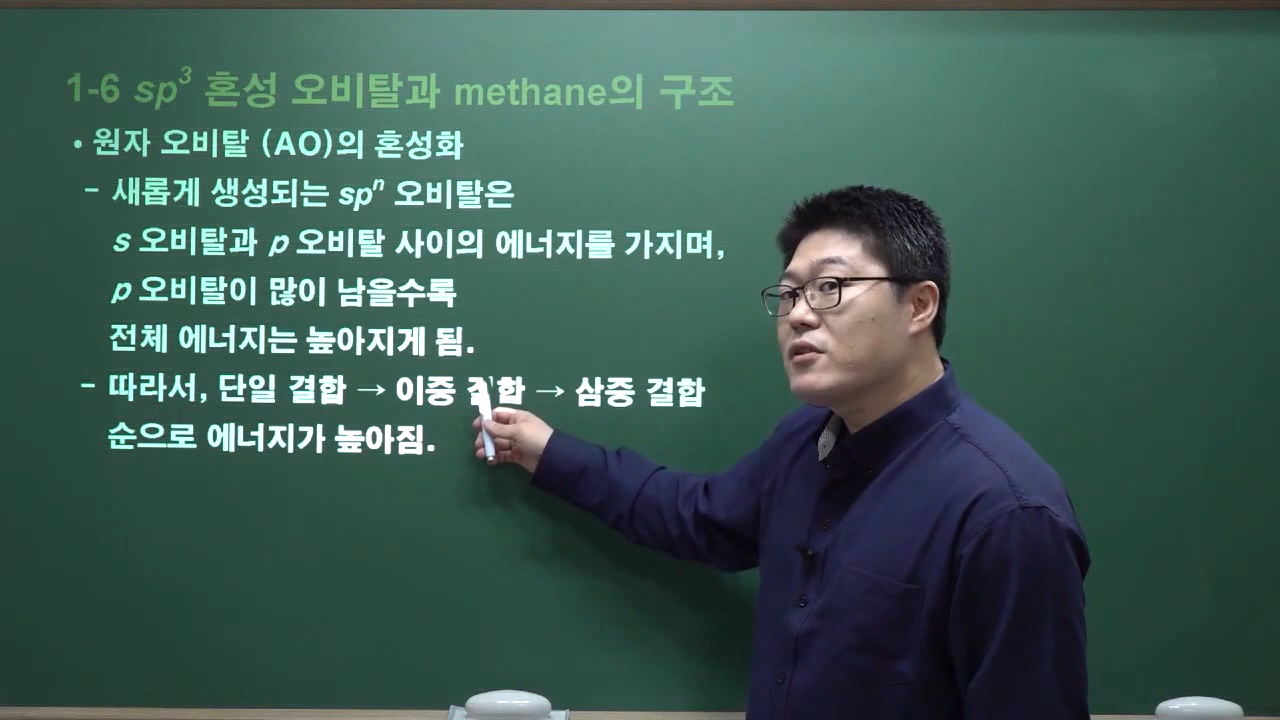 1-6 sp³ 혼성 오비탈과 methane의 구조
• 원자 오비탈 (AO)의 혼성화
- 새롭게 생성되는 spⁿ 오비탈은
s 오비탈과 p 오비탈 사이의 에너지를 가지며,
p 오비탈이 많이 남을수록
전체 에너지는 높아지게 됨.
- 따라서, 단일 결합 → 이중 결합 → 삼중 결합
순으로 에너지가 높아짐.